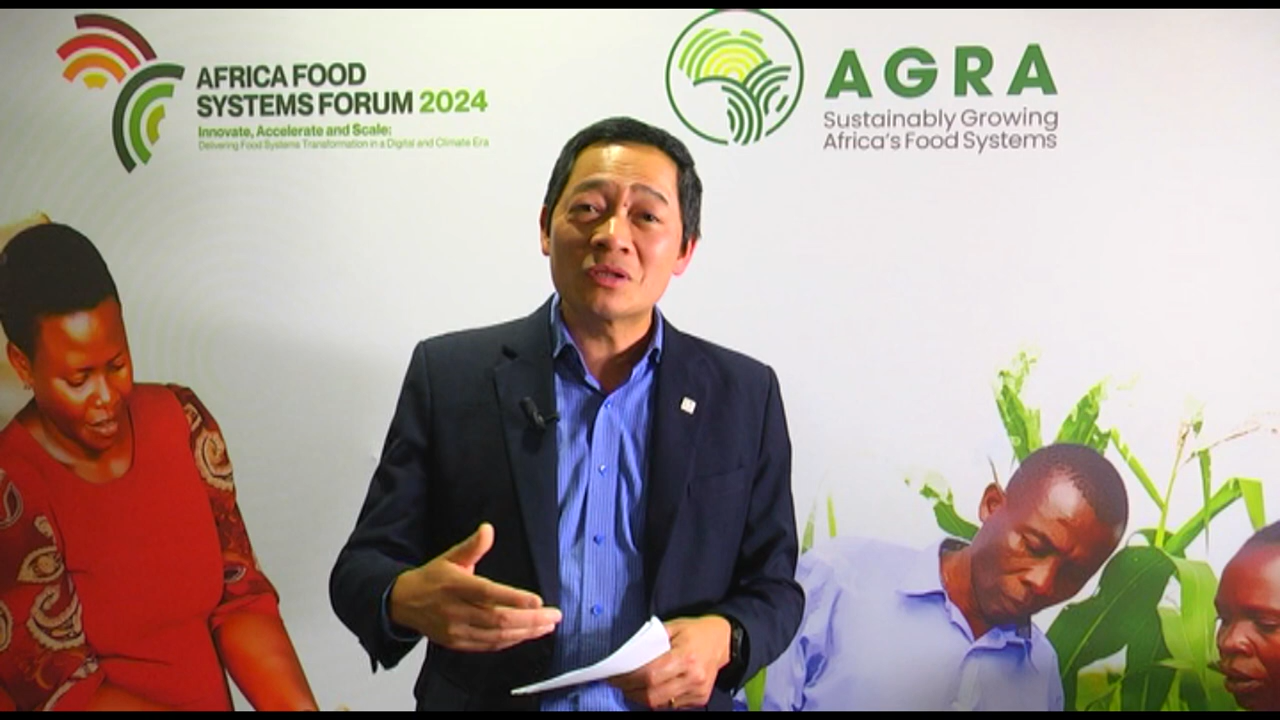 AFRICA FOOD
SYSTEMS FORUM 2024
Innovate, Accelerate and Scale:
Delivering Food Systems Transformation in a Digital and Climate Era
AGRA
Sustainably Growing
Africa's Food Systems